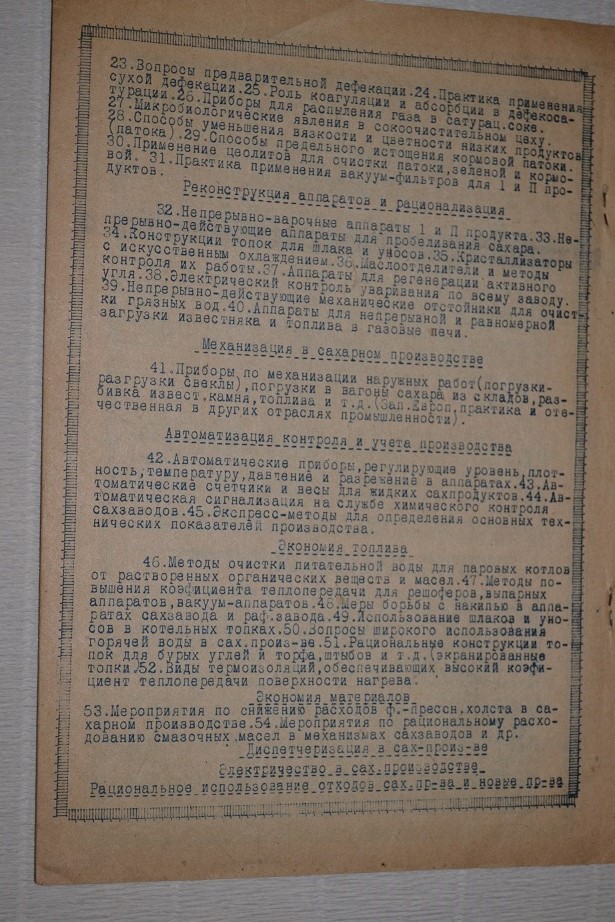 23.Вопросы предварительной дефекации.24.Практика применения
сухой дефекации.25.Роль коагуляции и абсорбции в дефекоса-
турации.26.Приборы для распыления газа в сатурац.соке.
27.Микробиологические явления в сокоочистительном цеху.
28.Способы уменьшения вязкости и цветности низких продуктов
(патока).29.Способы предельного истощения кормовой патоки.
30.Применение цеолитов для очистки патоки,зеленой и кормо-
вой. 31.Практика применения вакуум-фильтров для 1 и П про-
дуктов.
Реконструкция аппаратов и рационализация
32.Непрерывно-варочные аппараты 1 и П продукта.33.Не-
прерывно-действующие аппараты для пробеливания сахара.
34.Конструкции топок для шлака и уносов.35.Кристаллизаторы
с искусственным охлаждением.36.Маслоотделители и методы
контроля их работы.37.Аппараты для регенерации активного
угля.38.Электрический контроль уваривания по всему заводу.
39.Непрерывно-действующие механические отстойники для очист-
ки грязных вод.40.Аппараты для непрерывной и равномерной
загрузки известняка и топлива в газовые печи.
Механизация в сахарном производстве
41.Приборы по механизации наружных работ(погрузки-
разгрузки свеклы),погрузки в вагоны сахара из складов,раз-
бивка извест.камня,топлива и т.д.(Зап.Европ.практика и оте-
чественная в других отраслях промышленности).
Автоматизация контроля и учета производства
42.Автоматические приборы,регулирующие уровень,плот-
ность,температуру,давление и разрежение в аппаратах.43.Ав-
томатические счетчики и весы для жидких сахпродуктов.44.Ав-
томатическая сигнализация на службе химического контроля
сахзаводов.45.Экспресс-методы для определения основных тех-
нических показателей производства.
Экономия топлива
46.Методы очистки питательной воды для паровых котлов
от растворенных органических веществ и масел.47.Методы по-
вышения коэфициента теплопередачи для решоферов,выпарных
аппаратов,вакуум-аппаратов.48.Меры борьбы с накипью в аппа-
ратах сахзавода и раф.завода.49.Использование шлаков и уно-
сов в котельных топках.50.Вопросы широкого использования
горячей воды в сах.произ-ве.51.Рациональные конструкции то-
пок для бурых углей и торфа,штыбов и т.д.(экранированные
топки.52.Виды термоизоляций,обеспечивающих высокий коэфи-
циент теплопередачи поверхности нагрева.
Экономия материалов
53.Мероприятия по снижению расходов ф.-прессн.холста в са-
харном производстве.54.Мероприятия по рациональному расхо-
дованию смазочных масел в механизмах сахзаводов и др.
Диспетчеризация в сах-произ-ве
Электричество в сах.производстве
Рациональное использование отходов сах.пр-ва и новые пр-ва